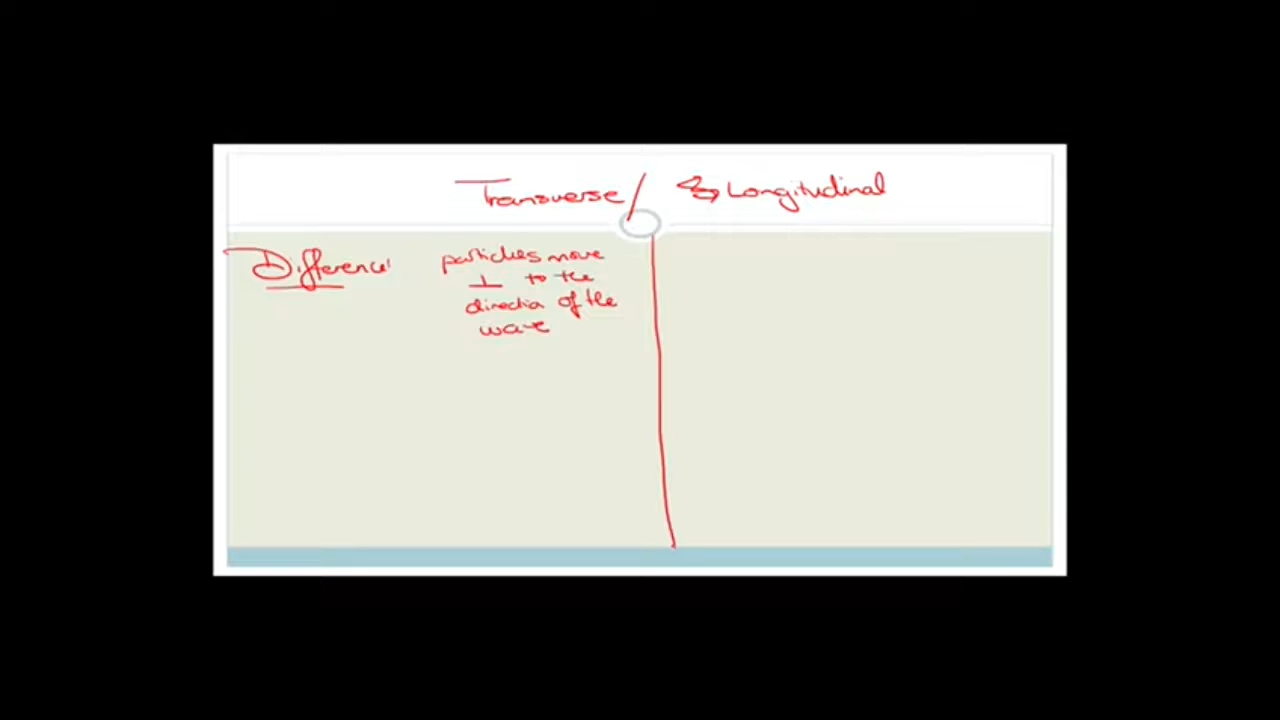 Transverse / ⇆ Longitudinal
Difference: particles move
⊥ to the
direction of the
wave